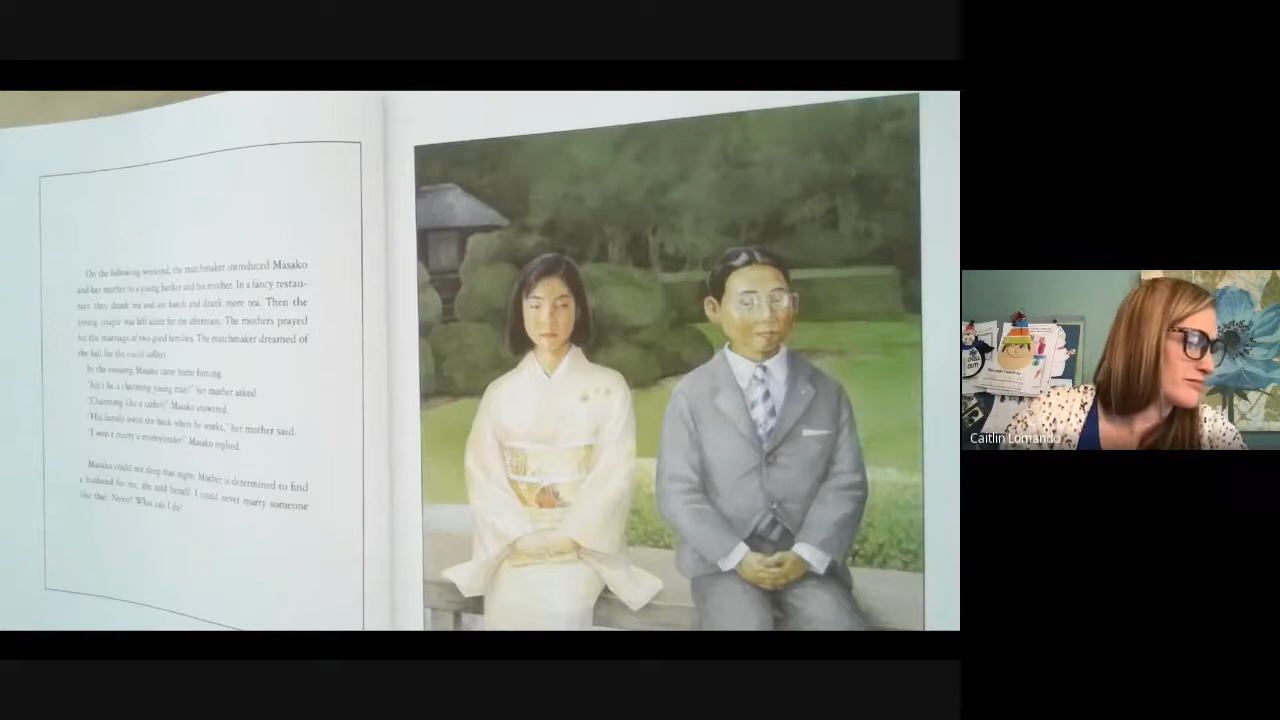 On the following weekend, the matchmaker introduced Masako
and her mother to a young banker and his mother. In a fancy restau-
rant they drank tea and ate lunch and drank more tea. Then the
young couple was left alone for the afternoon. The mothers prayed
for the marriage of two good families. The matchmaker dreamed of
the fall fee she could collect.
In the evening Masako came home fuming.
"Isn't he a charming young man?" her mother asked.
"Charming like a catfish!" Masako answered.
"His family owns the bank where he works," her mother said.
"I won't marry a moneylender!" Masako replied.
Masako could not sleep that night. Mother is determined to find
a husband for me, she told herself. I could never marry someone
like that. Never! What can I do?
CHILL
OUT!
Caitlin Lomando